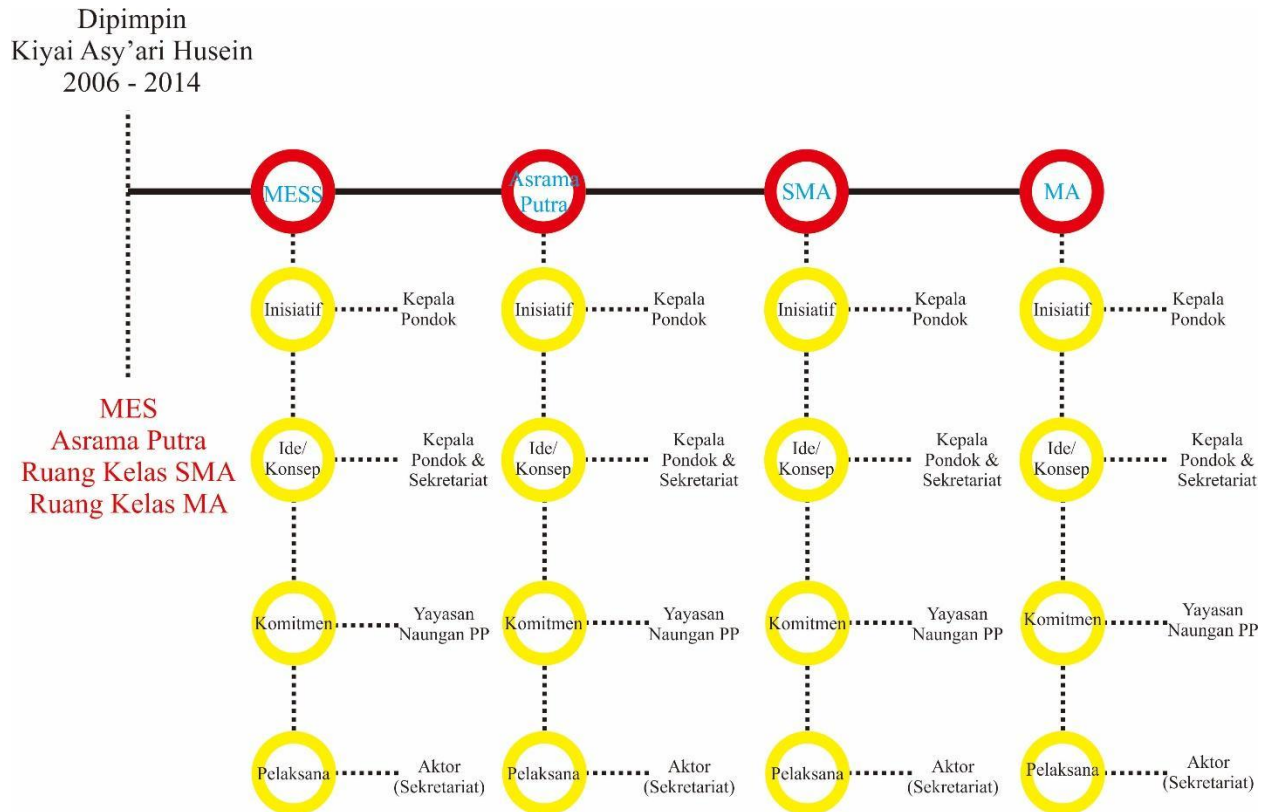 Dipimpin
Kiyai Asy’ari Husein
2006 - 2014
MES
Asrama Putra
Ruang Kelas SMA
Ruang Kelas MA
MESS
Inisiatif
Kepala
Pondok
Ide/
Konsep
Kepala
Pondok &
Sekretariat
Komitmen
Yayasan
Naungan PP
Pelaksana
Aktor
(Sekretariat)
Asrama
Putra
Inisiatif
Kepala
Pondok
Ide/
Konsep
Kepala
Pondok &
Sekretariat
Komitmen
Yayasan
Naungan PP
Pelaksana
Aktor
(Sekretariat)
SMA
Inisiatif
Kepala
Pondok
Ide/
Konsep
Kepala
Pondok &
Sekretariat
Komitmen
Yayasan
Naungan PP
Pelaksana
Aktor
(Sekretariat)
MA
Inisiatif
Kepala
Pondok
Ide/
Konsep
Kepala
Pondok &
Sekretariat
Komitmen
Yayasan
Naungan PP
Pelaksana
Aktor
(Sekretariat)